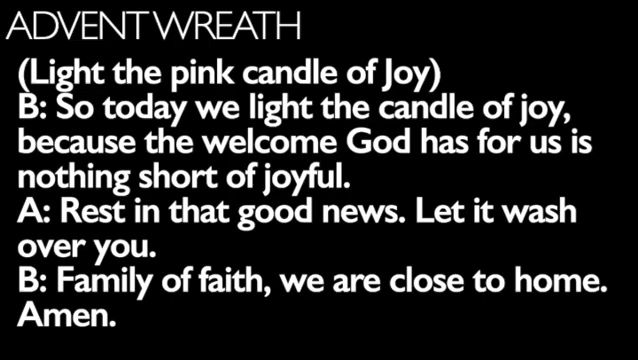 ADVENT WREATH
(Light the pink candle of Joy)
B: So today we light the candle of joy,
because the welcome God has for us is
nothing short of joyful.
A: Rest in that good news. Let it wash
over you.
B: Family of faith, we are close to home.
Amen.